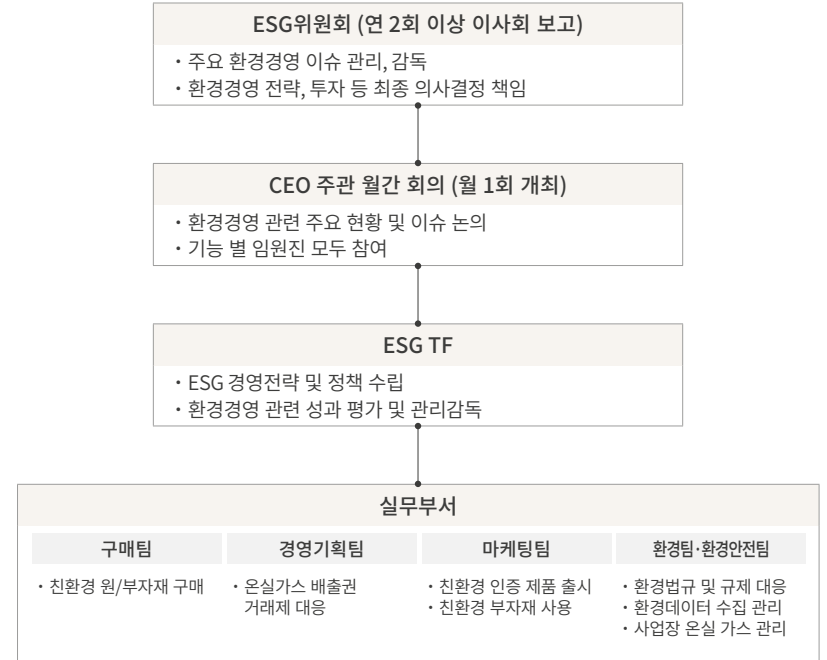 ESG위원회 (연 2회 이상 이사회 보고)
・주요 환경경영 이슈 관리, 감독
・환경경영 전략, 투자 등 최종 의사결정 책임
CEO 주관 월간 회의 (월 1회 개최)
・환경경영 관련 주요 현황 및 이슈 논의
・기능 별 임원진 모두 참여
ESG TF
・ESG 경영전략 및 정책 수립
・환경경영 관련 성과 평가 및 관리감독
실무부서
구매팀
・친환경 원/부자재 구매
경영기획팀
・온실가스 배출권
거래제 대응
마케팅팀
・친환경 인증 제품 출시
・친환경 부자재 사용
환경팀·환경안전팀
・환경법규 및 규제 대응
・환경데이터 수집 관리
・사업장 온실 가스 관리